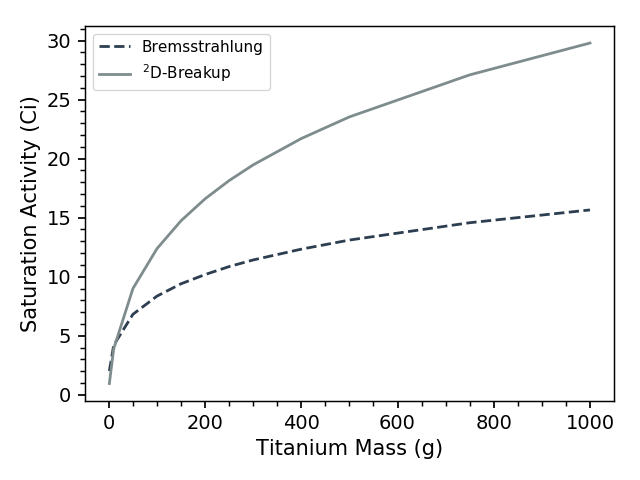 Bremsstrahlung
²D-Breakup
Saturation Activity (Ci)
30
25
20
15
10
5
0
0 200 400 600 800 1000
Titanium Mass (g)